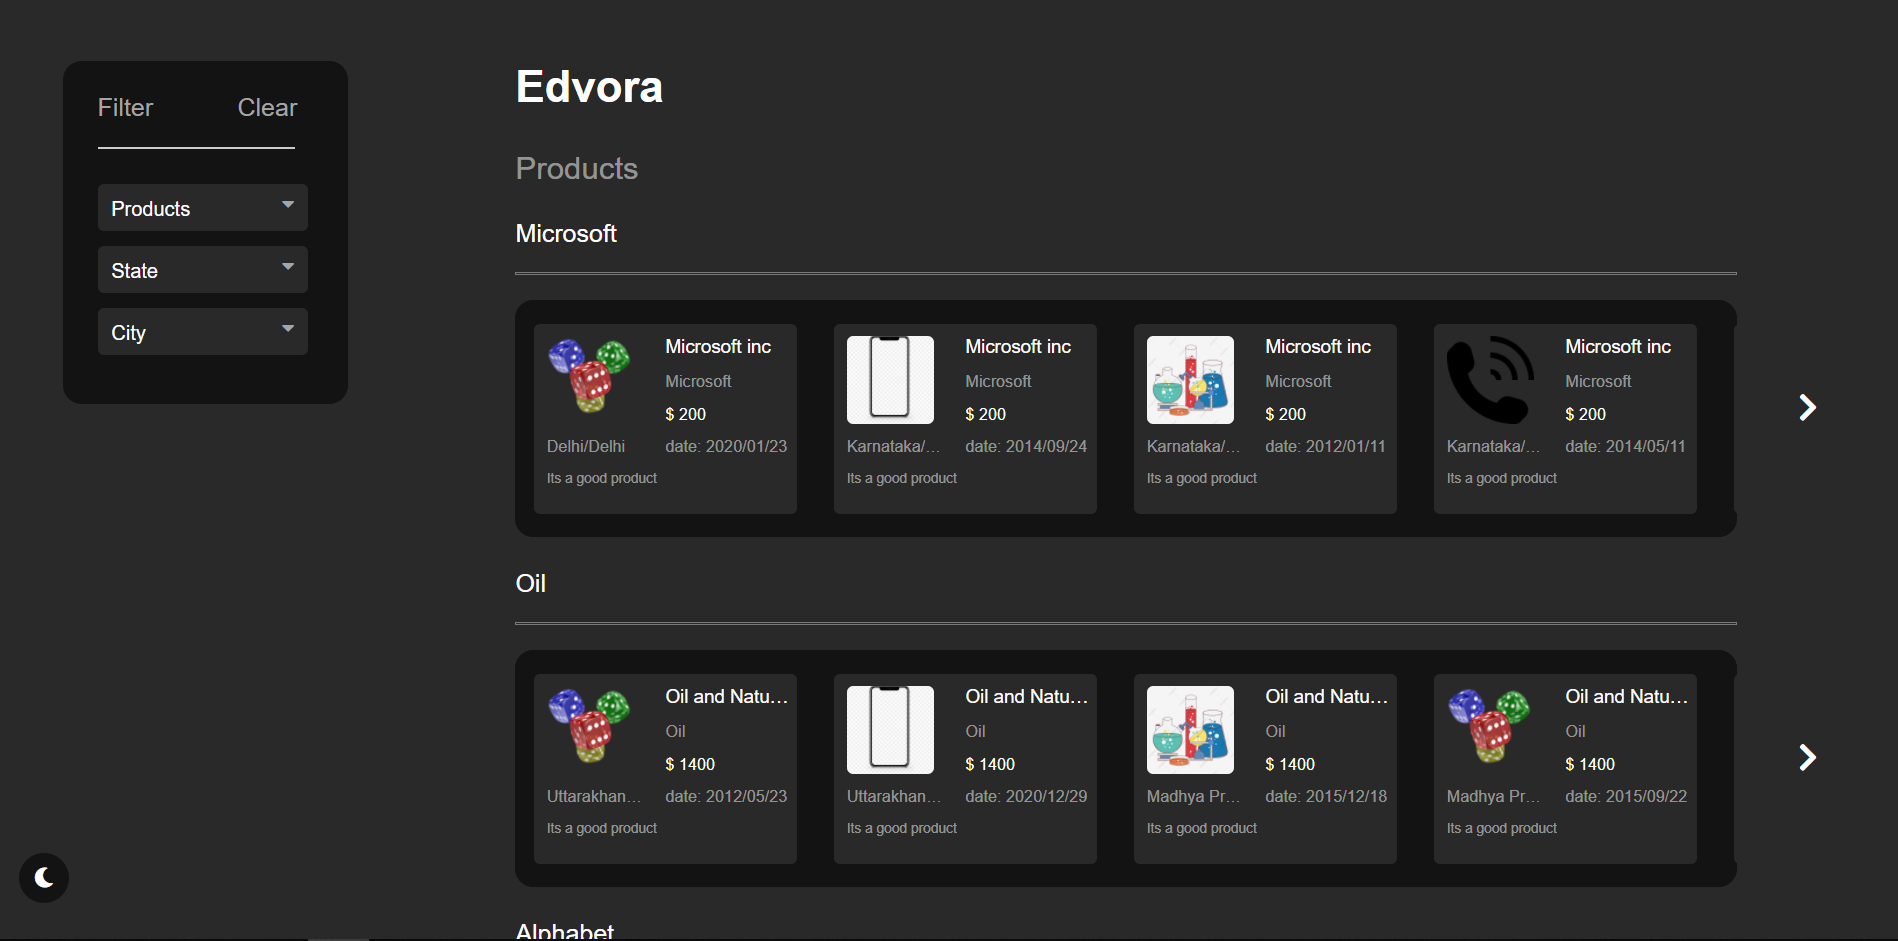 Filter Clear
Products
State
City
Edvora
Products
Microsoft
Microsoft inc
Microsoft
$ 200
Delhi/Delhi date: 2020/01/23
Its a good product
Microsoft inc
Microsoft
$ 200
Karnataka/... date: 2014/09/24
Its a good product
Microsoft inc
Microsoft
$ 200
Karnataka/... date: 2012/01/11
Its a good product
Microsoft inc
Microsoft
$ 200
Karnataka/... date: 2014/05/11
Its a good product
Oil
Oil and Natu...
Oil
$ 1400
Uttarakhan... date: 2012/05/23
Its a good product
Oil and Natu...
Oil
$ 1400
Uttarakhan... date: 2020/12/29
Its a good product
Oil and Natu...
Oil
$ 1400
Madhya Pr... date: 2015/12/18
Its a good product
Oil and Natu...
Oil
$ 1400
Madhya Pr... date: 2015/09/22
Its a good product
Alphabet